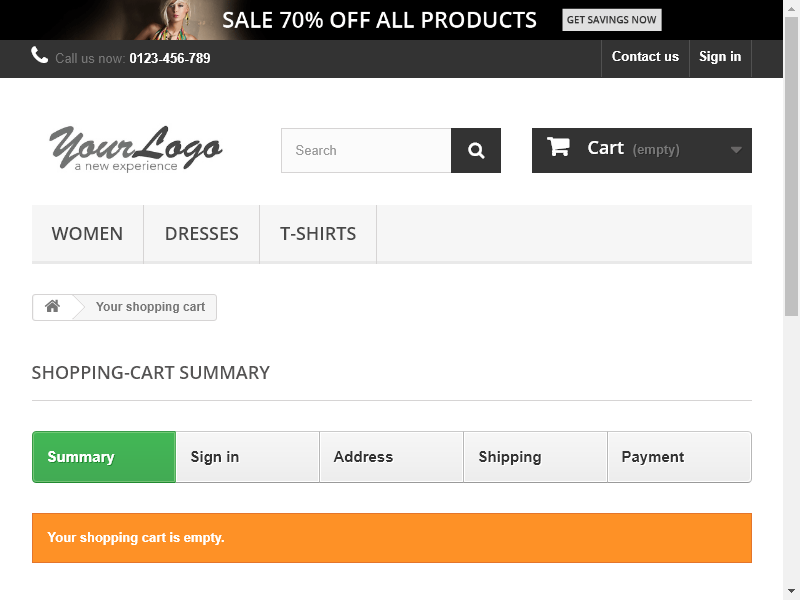 SALE 70% OFF ALL PRODUCTS GET SAVINGS NOW
Call us now: 0123-456-789 Contact us Sign in
YourLogo
a new experience
Search
Cart (empty)
WOMEN DRESSES T-SHIRTS
Your shopping cart
SHOPPING-CART SUMMARY
Summary Sign in Address Shipping Payment
Your shopping cart is empty.